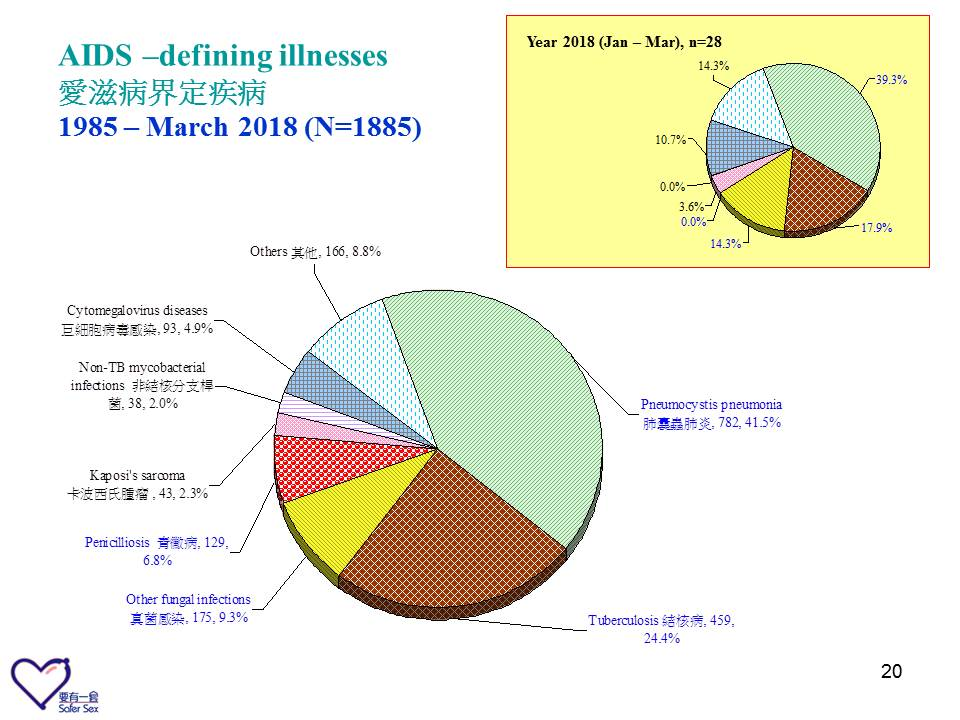 AIDS –defining illnesses
愛滋病界定疾病
1985 – March 2018 (N=1885)
Year 2018 (Jan – Mar), n=28
14.3%
39.3%
10.7%
0.0%
3.6%
0.0%
14.3%
17.9%
Others 其他, 166, 8.8%
Cytomegalovirus diseases
巨細胞病毒感染, 93, 4.9%
Non-TB mycobacterial
infections 非結核分支桿
菌, 38, 2.0%
Pneumocystis pneumonia
肺囊蟲肺炎, 782, 41.5%
Kaposi's sarcoma
卡波西氏腫瘤 , 43, 2.3%
Penicilliosis 青黴病, 129,
6.8%
Other fungal infections
真菌感染, 175, 9.3%
Tuberculosis 結核病, 459,
24.4%
要有一套
Safer Sex
20